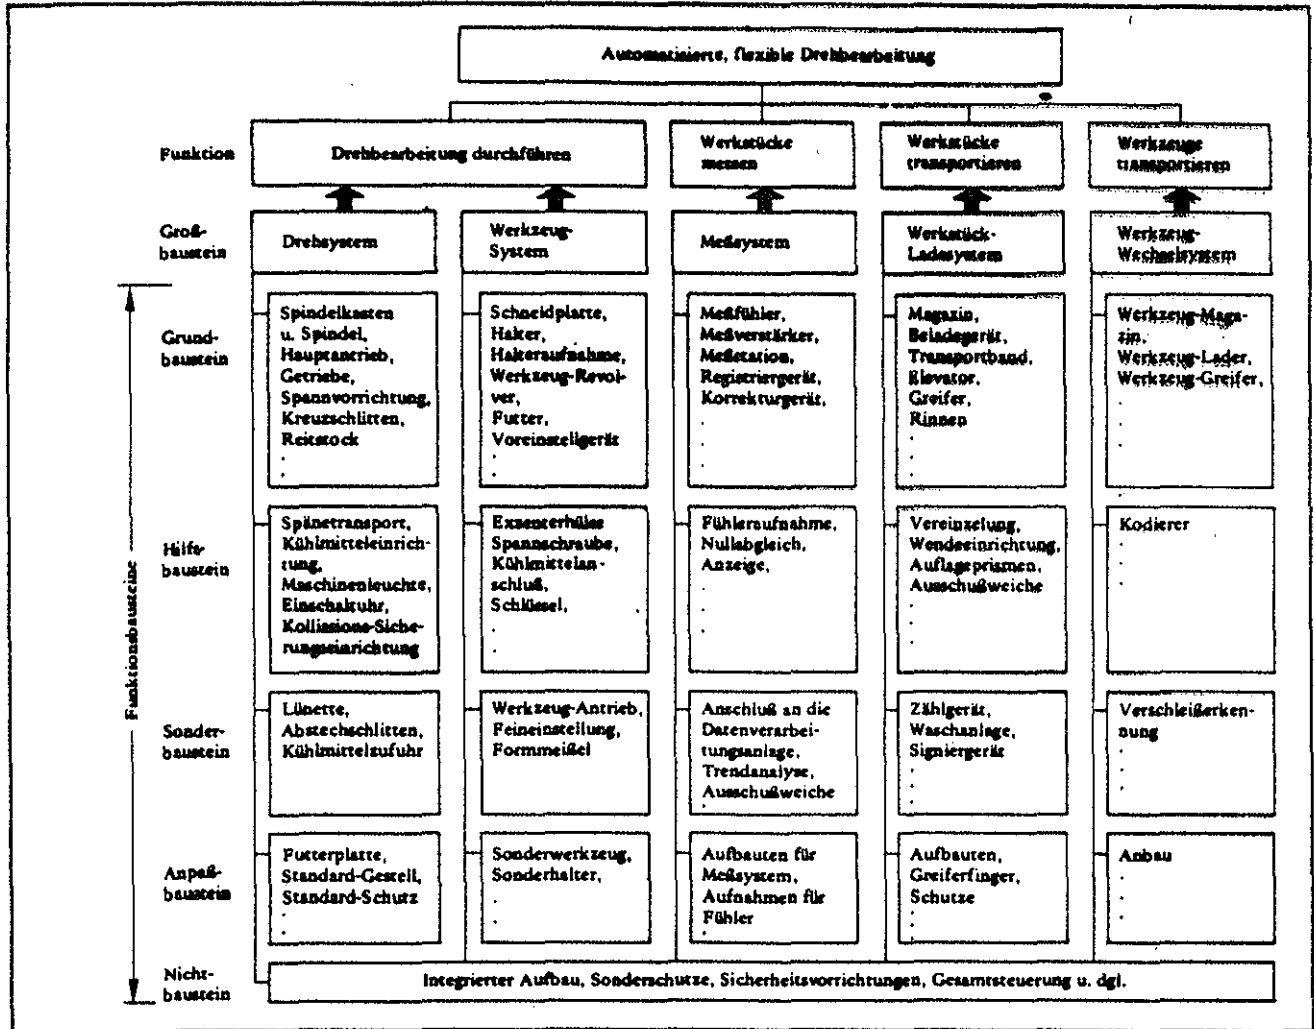 Automatisierte, flexible Drehbearbeitung
Funktion
Drehbearbeitung durchführen
Werkstücke
messen
Werkstücke
transportieren
Werkzeuge
transportieren
Groß-
baustein
Drehsystem
Werkzeug-
System
Meßsystem
Werkstück-
Ladesystem
Werkzeug-
Wechselsystem
Funktionsbausteine
Grund-
baustein
Spindelkasten
u. Spindel,
Hauptantrieb,
Getriebe,
Spannvorrichtung,
Kreuzschlitten,
Reitstock
.
.
Schneidplatte,
Halter,
Halteraufnahme,
Werkzeug-Revol-
ver,
Futter,
Voreinstellgerät
.
.
Meßfühler,
Meßverstärker,
Meßstation,
Registriergerät,
Korrekturgerät,
.
.
.
Magazin,
Beladegerät,
Transportband,
Elevator,
Greifer,
Rinnen
.
.
.
Werkzeug-Maga-
zin,
Werkzeug-Lader,
Werkzeug-Greifer,
.
.
.
.
Hilfs-
baustein
Spänetransport,
Kühlmitteleinrich-
tung,
Maschinenleuchte,
Einschaltuhr,
Kollissions-Siche-
rungseinrichtung
Exzenterhülse
Spannschraube,
Kühlmittelan-
schluß,
Schlüssel,
.
.
Fühleraufnahme,
Nullabgleich,
Anzeige,
.
.
.
Vereinzelung,
Wendeeinrichtung,
Auflageprismen,
Ausschußweiche
.
.
Kodierer
.
.
.
.
Sonder-
baustein
Lünette,
Abstechschlitten,
Kühlmittelzufuhr
Werkzeug-Antrieb,
Feineinstellung,
Formmeißel
Anschluß an die
Datenverarbei-
tungsanlage,
Trendanalyse,
Ausschußweiche
Zählgerät,
Waschanlage,
Signiergerät
.
.
Verschleißerken-
nung
.
.
.
Anpaß-
baustein
Futterplatte,
Standard-Gestell,
Standard-Schutz
.
.
Sonderwerkzeug,
Sonderhalter,
.
.
Aufbauten für
Meßsystem,
Aufnahmen für
Fühler
.
Aufbauten,
Greiferfinger,
Schutze
.
.
Anbau
.
.
.
Nicht-
baustein
Integrierter Aufbau, Sonderschutze, Sicherheitsvorrichtungen, Gesamtsteuerung u. dgl.